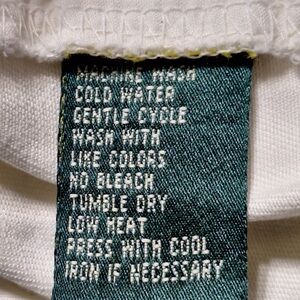 MACHINE WASH
COLD WATER
GENTLE CYCLE
WASH WITH
LIKE COLORS
NO BLEACH
TUMBLE DRY
LOW HEAT
PRESS WITH COOL
IRON IF NECESSARY